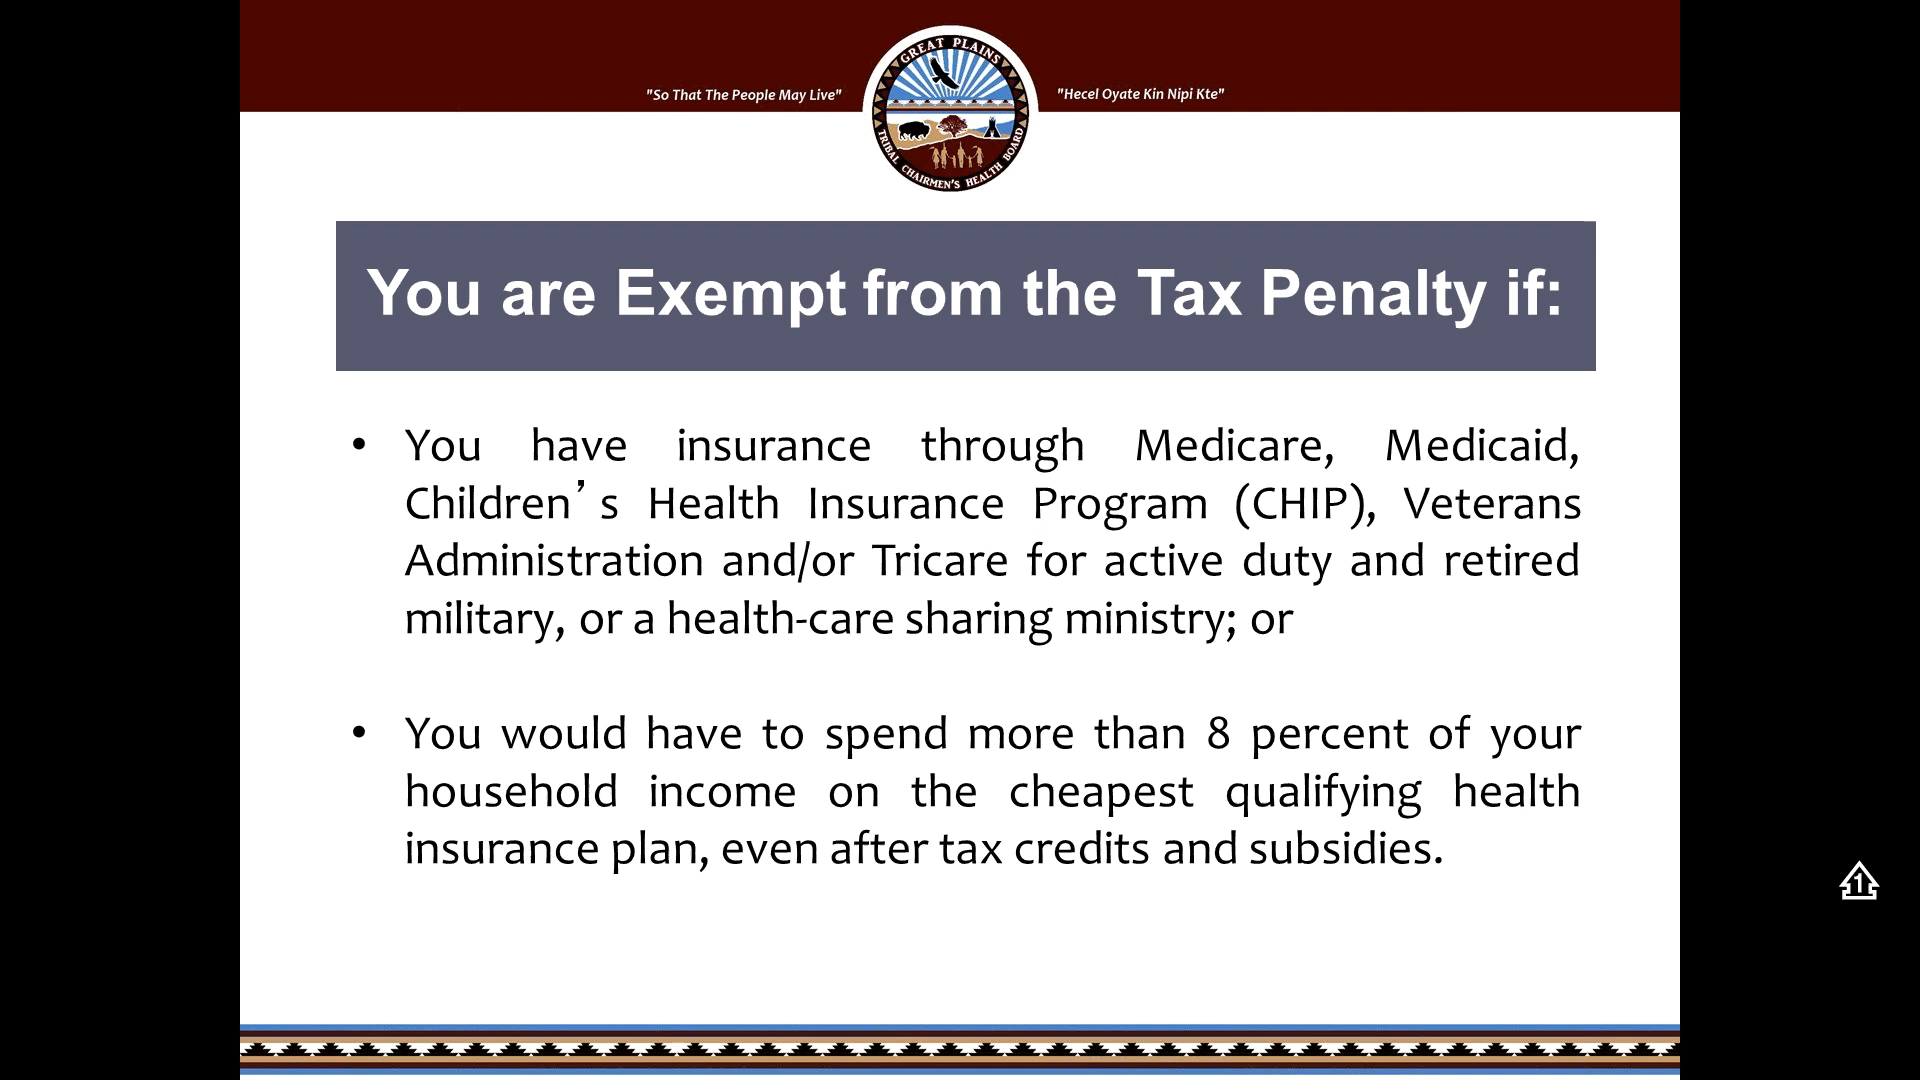 "So That The People May Live"
GREAT PLAINS
TRIBAL CHAIRMEN'S HEALTH BOARD
"Hecel Oyate Kin Nipi Kte"
You are Exempt from the Tax Penalty if:
• You have insurance through Medicare, Medicaid,
Children’s Health Insurance Program (CHIP), Veterans
Administration and/or Tricare for active duty and retired
military, or a health-care sharing ministry; or
• You would have to spend more than 8 percent of your
household income on the cheapest qualifying health
insurance plan, even after tax credits and subsidies.
1